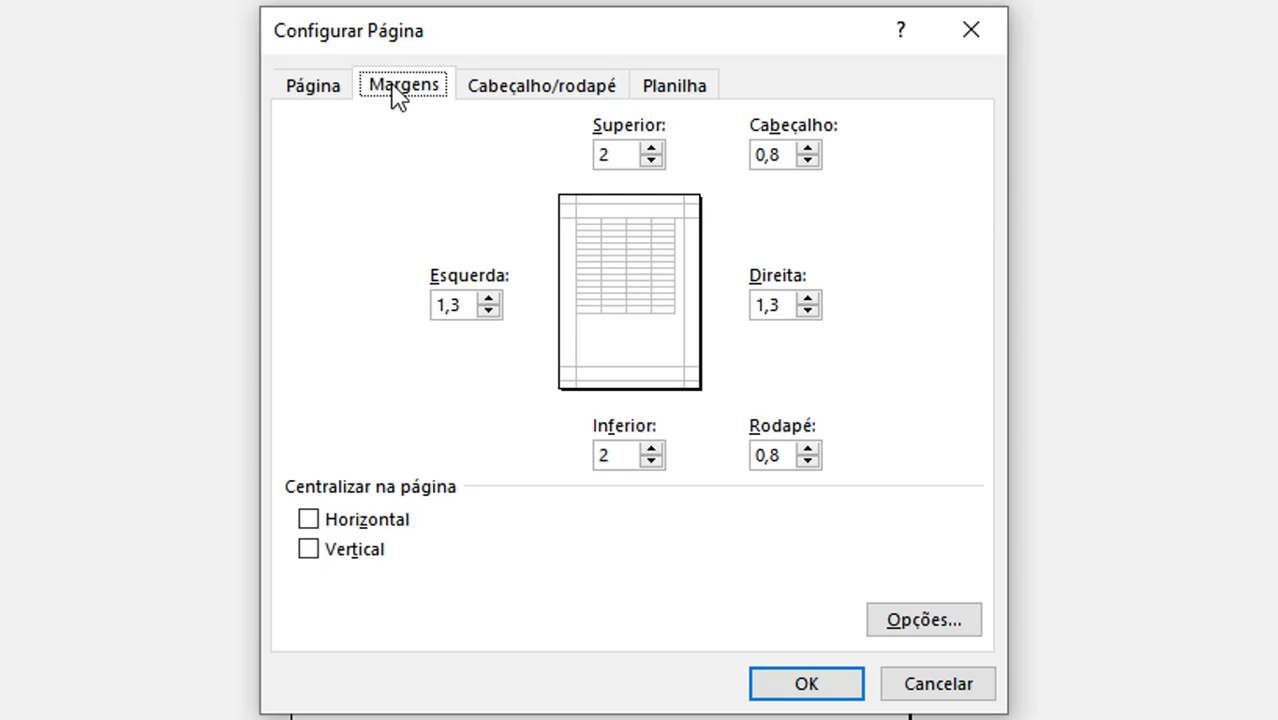 Configurar Página ?
Página Margens Cabeçalho/rodapé Planilha
Superior: Cabeçalho:
2 0,8
Esquerda: Direita:
1,3 1,3
Inferior: Rodapé:
2 0,8
Centralizar na página
Horizontal
Vertical
Opções...
OK Cancelar